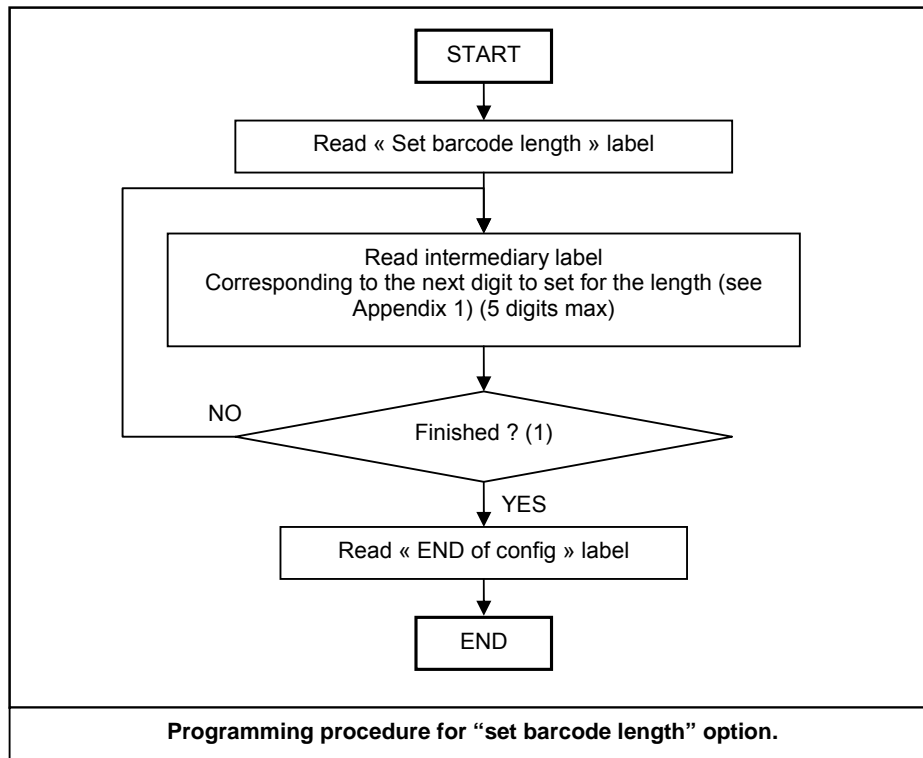 START
Read « Set barcode length » label
Read intermediary label
Corresponding to the next digit to set for the length (see
Appendix 1) (5 digits max)
NO
Finished ? (1)
YES
Read « END of config » label
END
Programming procedure for “set barcode length” option.